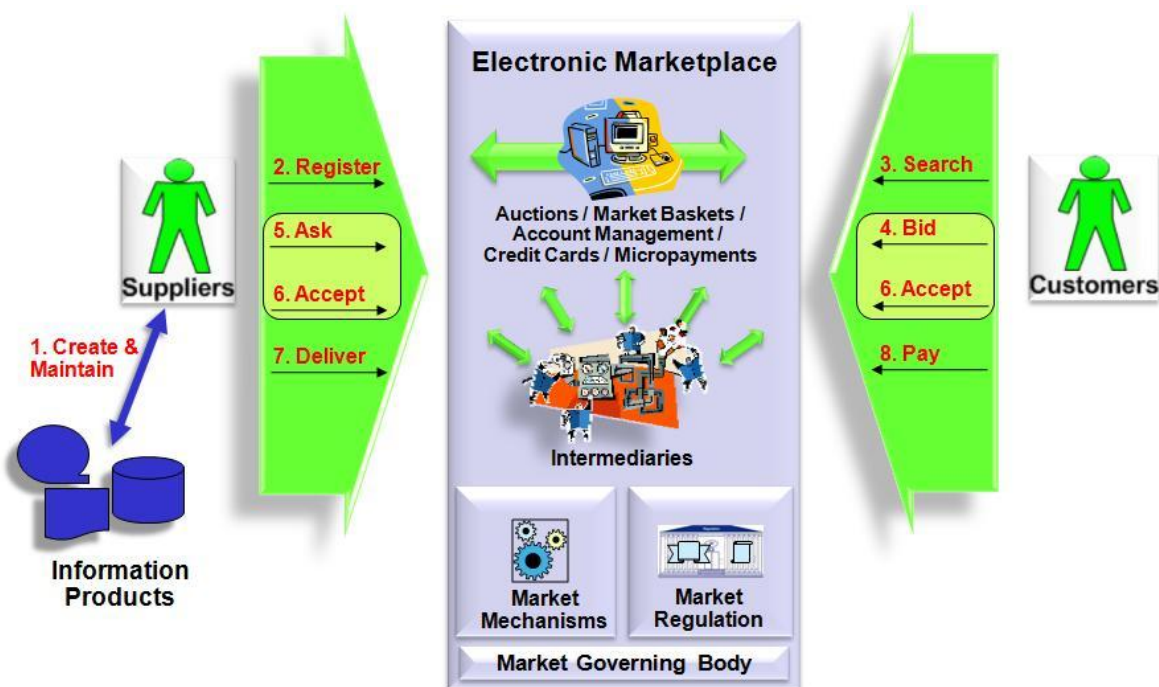 Electronic Marketplace
2. Register
5. Ask
6. Accept
7. Deliver
Suppliers
1. Create &
Maintain
Information
Products
Auctions / Market Baskets /
Account Management /
Credit Cards / Micropayments
Intermediaries
Market
Mechanisms
Market
Regulation
Market Governing Body
3. Search
4. Bid
6. Accept
8. Pay
Customers